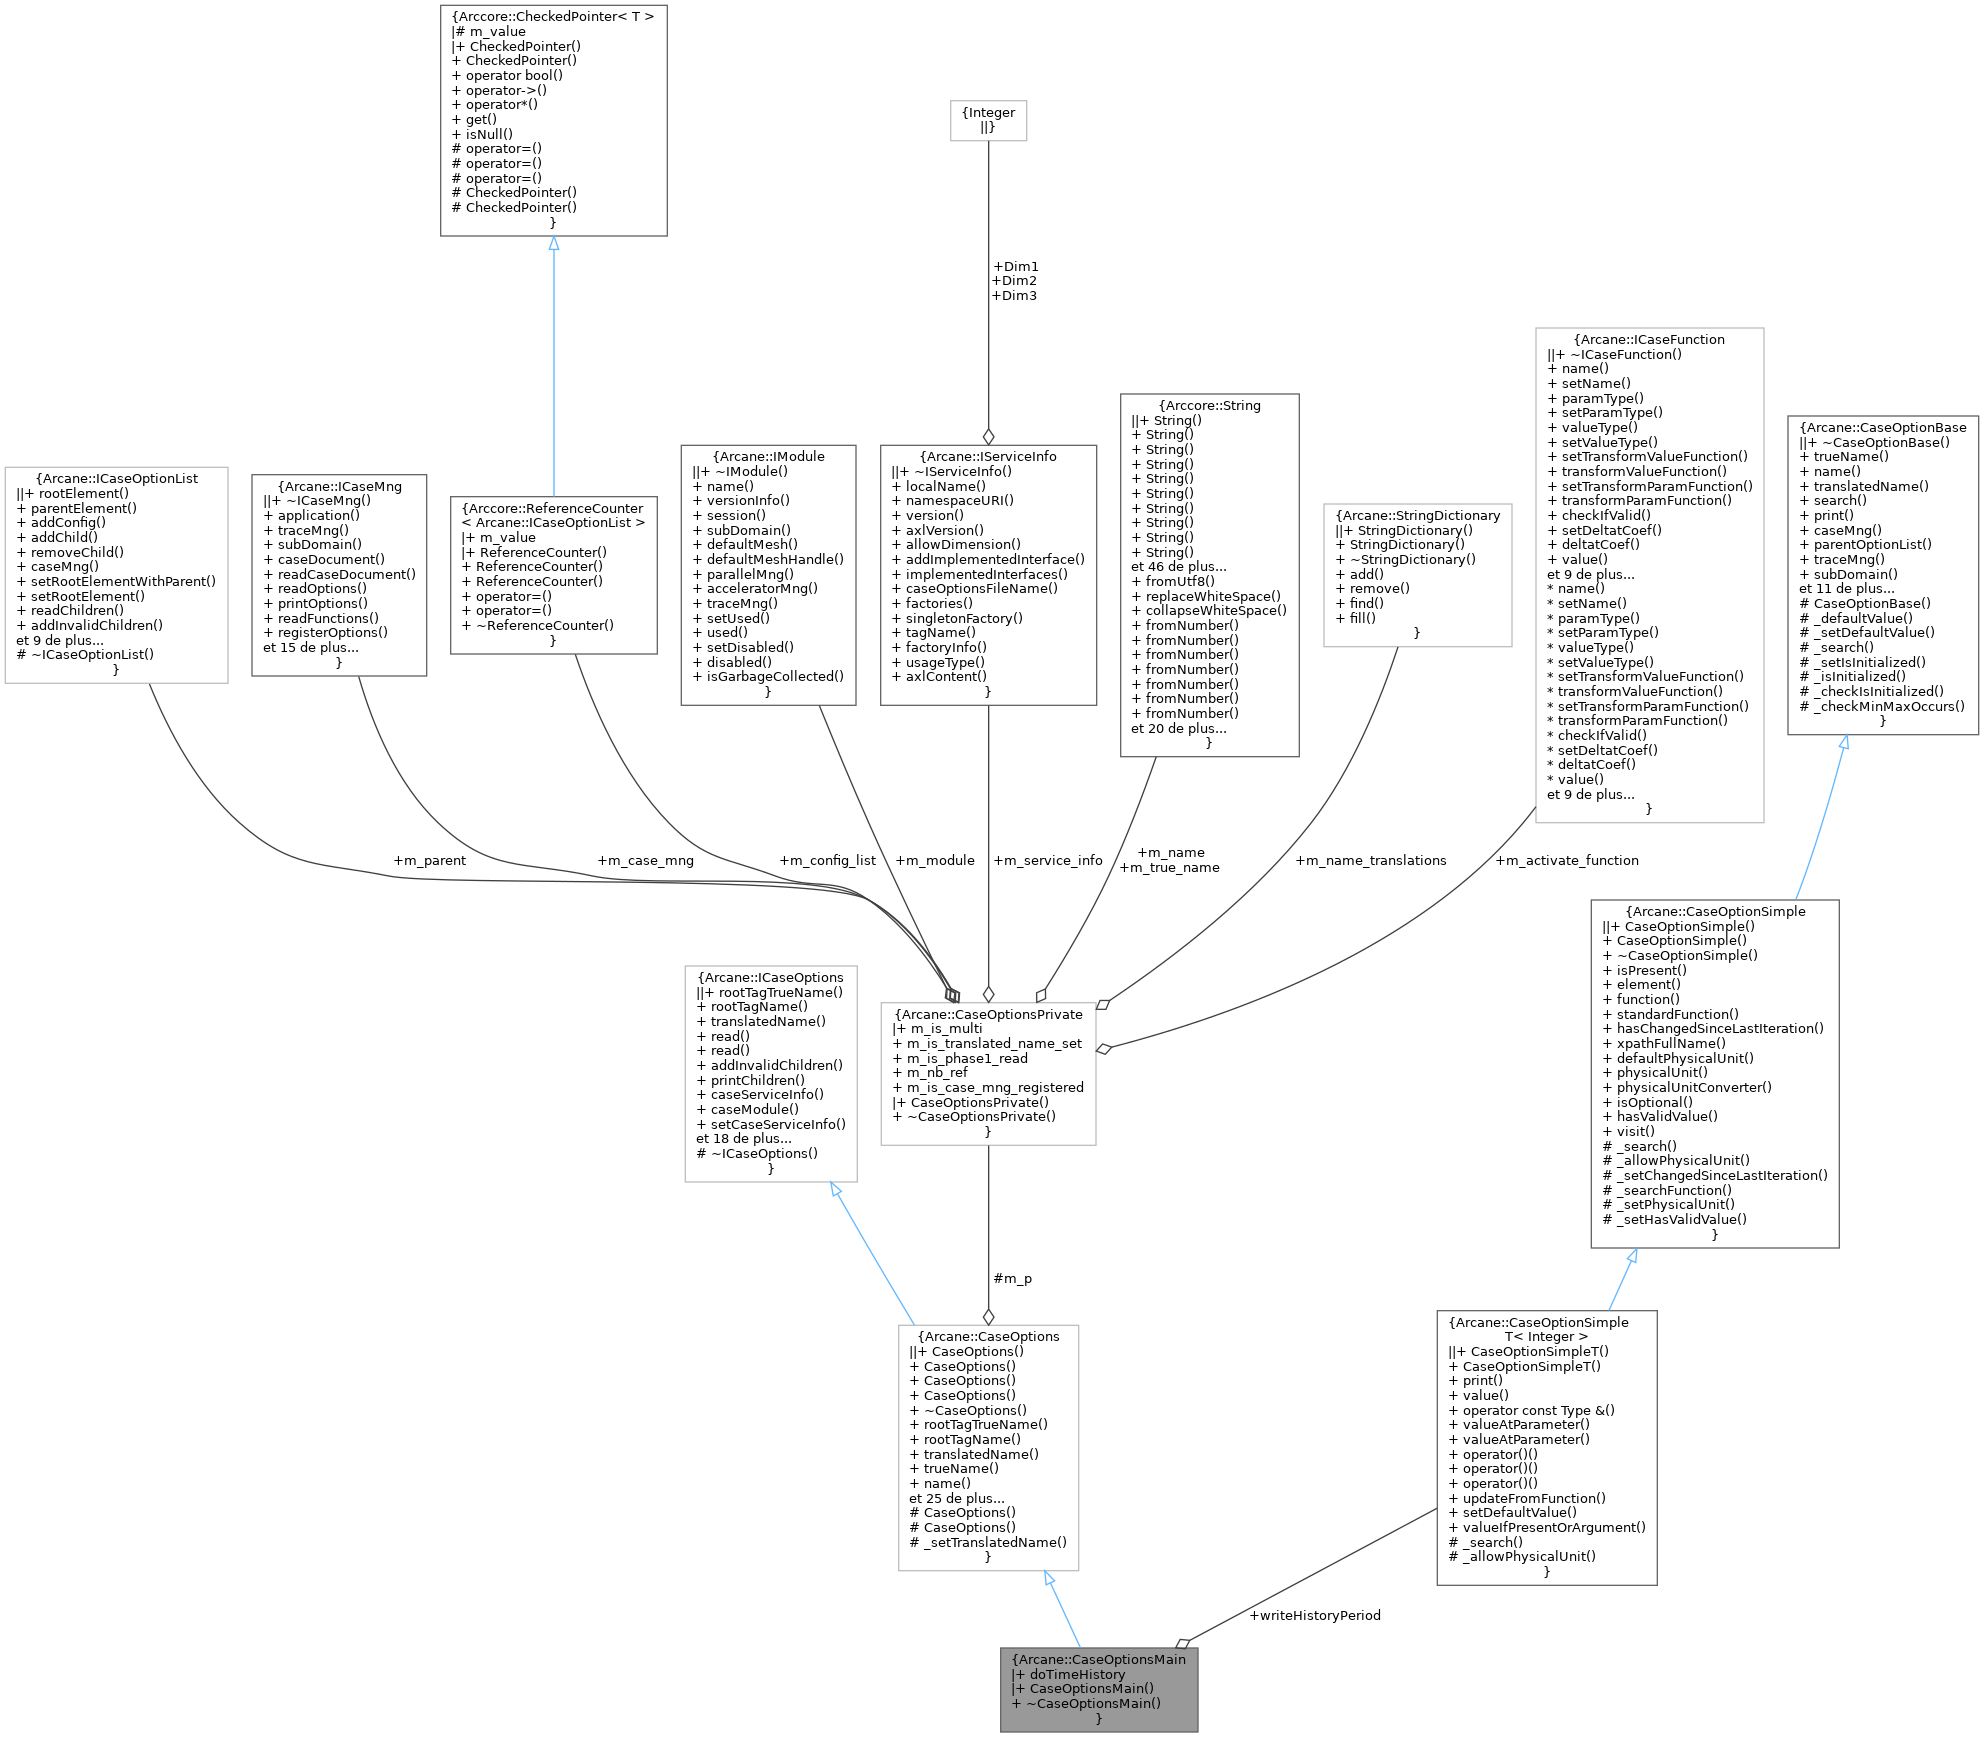 {Arccore::CheckedPointer< T >
|# m_value
|+ CheckedPointer()
+ CheckedPointer()
+ operator bool()
+ operator->()
+ operator*()
+ get()
+ isNull()
# operator=()
# operator=()
# operator=()
# CheckedPointer()
# CheckedPointer()
}
{Integer
||}
+Dim1
+Dim2
+Dim3
{Arcane::ICaseOptionList
||+ rootElement()
+ parentElement()
+ addConfig()
+ addChild()
+ removeChild()
+ caseMng()
+ setRootElementWithParent()
+ setRootElement()
+ readChildren()
+ addInvalidChildren()
et 9 de plus...
# ~ICaseOptionList()
}
{Arcane::ICaseMng
||+ ~ICaseMng()
+ application()
+ traceMng()
+ subDomain()
+ caseDocument()
+ readCaseDocument()
+ readOptions()
+ printOptions()
+ readFunctions()
+ registerOptions()
et 15 de plus...
}
{Arccore::ReferenceCounter
< Arcane::ICaseOptionList >
|+ m_value
|+ ReferenceCounter()
+ ReferenceCounter()
+ ReferenceCounter()
+ operator=()
+ operator=()
+ ~ReferenceCounter()
}
{Arcane::IModule
||+ ~IModule()
+ name()
+ versionInfo()
+ session()
+ subDomain()
+ defaultMesh()
+ defaultMeshHandle()
+ parallelMng()
+ acceleratorMng()
+ traceMng()
+ setUsed()
+ used()
+ setDisabled()
+ disabled()
+ isGarbageCollected()
}
{Arcane::IServiceInfo
||+ ~IServiceInfo()
+ localName()
+ namespaceURI()
+ version()
+ axlVersion()
+ allowDimension()
+ addImplementedInterface()
+ implementedInterfaces()
+ caseOptionsFileName()
+ factories()
+ singletonFactory()
+ tagName()
+ factoryInfo()
+ usageType()
+ axlContent()
}
{Arccore::String
||+ String()
+ String()
+ String()
+ String()
+ String()
+ String()
+ String()
+ String()
+ String()
+ String()
et 46 de plus...
+ fromUtf8()
+ replaceWhiteSpace()
+ collapseWhiteSpace()
+ fromNumber()
+ fromNumber()
+ fromNumber()
+ fromNumber()
+ fromNumber()
+ fromNumber()
+ fromNumber()
et 20 de plus...
}
{Arcane::StringDictionary
||+ StringDictionary()
+ StringDictionary()
+ ~StringDictionary()
+ add()
+ remove()
+ find()
+ fill()
}
{Arcane::ICaseFunction
||+ ~ICaseFunction()
+ name()
+ setName()
+ paramType()
+ setParamType()
+ valueType()
+ setValueType()
+ setTransformValueFunction()
+ transformValueFunction()
+ setTransformParamFunction()
+ transformParamFunction()
+ checkIfValid()
+ setDeltatCoef()
+ deltatCoef()
+ value()
et 9 de plus...
* name()
* setName()
* paramType()
* setParamType()
* valueType()
* setValueType()
* setTransformValueFunction()
* transformValueFunction()
* setTransformParamFunction()
* transformParamFunction()
* checkIfValid()
* setDeltatCoef()
* deltatCoef()
* value()
et 9 de plus...
}
{Arcane::CaseOptionBase
||+ ~CaseOptionBase()
+ trueName()
+ name()
+ translatedName()
+ search()
+ print()
+ caseMng()
+ parentOptionList()
+ traceMng()
+ subDomain()
et 11 de plus...
# CaseOptionBase()
# _defaultValue()
# _setDefaultValue()
# _search()
# _setIsInitialized()
# _isInitialized()
# _checkIsInitialized()
# _checkMinMaxOccurs()
}
+m_parent
+m_case_mng
+m_config_list
+m_module
+m_service_info
+m_name
+m_true_name
+m_name_translations
+m_activate_function
{Arcane::ICaseOptions
||+ rootTagTrueName()
+ rootTagName()
+ translatedName()
+ read()
+ read()
+ addInvalidChildren()
+ printChildren()
+ caseServiceInfo()
+ caseModule()
+ setCaseServiceInfo()
et 18 de plus...
# ~ICaseOptions()
}
{Arcane::CaseOptionsPrivate
|+ m_is_multi
+ m_is_translated_name_set
+ m_is_phase1_read
+ m_nb_ref
+ m_is_case_mng_registered
|+ CaseOptionsPrivate()
+ ~CaseOptionsPrivate()
}
{Arcane::CaseOptionSimple
||+ CaseOptionSimple()
+ CaseOptionSimple()
+ ~CaseOptionSimple()
+ isPresent()
+ element()
+ function()
+ standardFunction()
+ hasChangedSinceLastIteration()
+ xpathFullName()
+ defaultPhysicalUnit()
+ physicalUnit()
+ physicalUnitConverter()
+ isOptional()
+ hasValidValue()
+ visit()
# _search()
# _allowPhysicalUnit()
# _setChangedSinceLastIteration()
# _searchFunction()
# _setPhysicalUnit()
# _setHasValidValue()
}
#m_p
{Arcane::CaseOptions
||+ CaseOptions()
+ CaseOptions()
+ CaseOptions()
+ CaseOptions()
+ ~CaseOptions()
+ rootTagTrueName()
+ rootTagName()
+ translatedName()
+ trueName()
+ name()
et 25 de plus...
# CaseOptions()
# CaseOptions()
# _setTranslatedName()
}
{Arcane::CaseOptionSimple
T< Integer >
||+ CaseOptionSimpleT()
+ CaseOptionSimpleT()
+ print()
+ value()
+ operator const Type &()
+ valueAtParameter()
+ valueAtParameter()
+ operator()()
+ operator()()
+ operator()()
+ updateFromFunction()
+ setDefaultValue()
+ valueIfPresentOrArgument()
# _search()
# _allowPhysicalUnit()
}
+writeHistoryPeriod
{Arcane::CaseOptionsMain
|+ doTimeHistory
|+ CaseOptionsMain()
+ ~CaseOptionsMain()
}